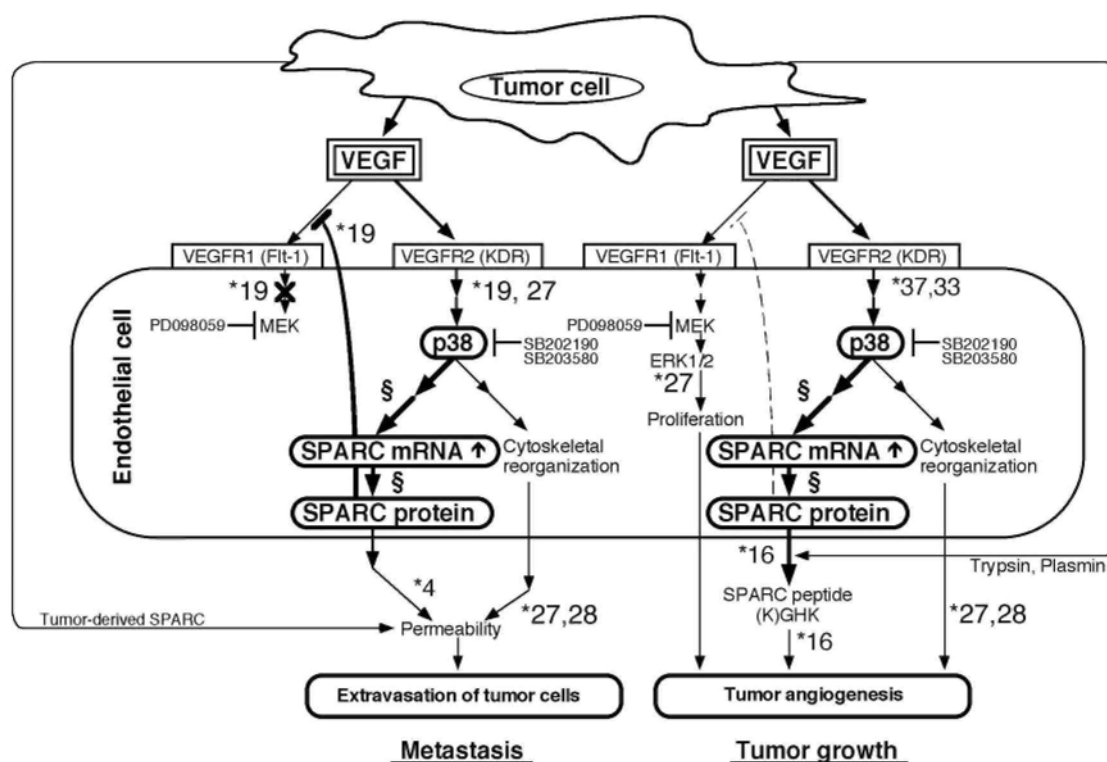 Tumor cell
VEGF
VEGF
*19
VEGFR1 (Flt-1)
VEGFR2 (KDR)
VEGFR1 (Flt-1)
VEGFR2 (KDR)
*19
*19, 27
*37,33
PD098059
MEK
p38
SB202190
SB203580
PD098059
MEK
p38
SB202190
SB203580
ERK1/2
*27
§
§
Proliferation
Endothelial cell
SPARC mRNA ↑
Cytoskeletal
reorganization
SPARC mRNA ↑
Cytoskeletal
reorganization
§
§
SPARC protein
SPARC protein
*16
Trypsin, Plasmin
*4
SPARC peptide
(K)GHK
Tumor-derived SPARC
Permeability
*27,28
*16
*27,28
Extravasation of tumor cells
Tumor angiogenesis
Metastasis
Tumor growth